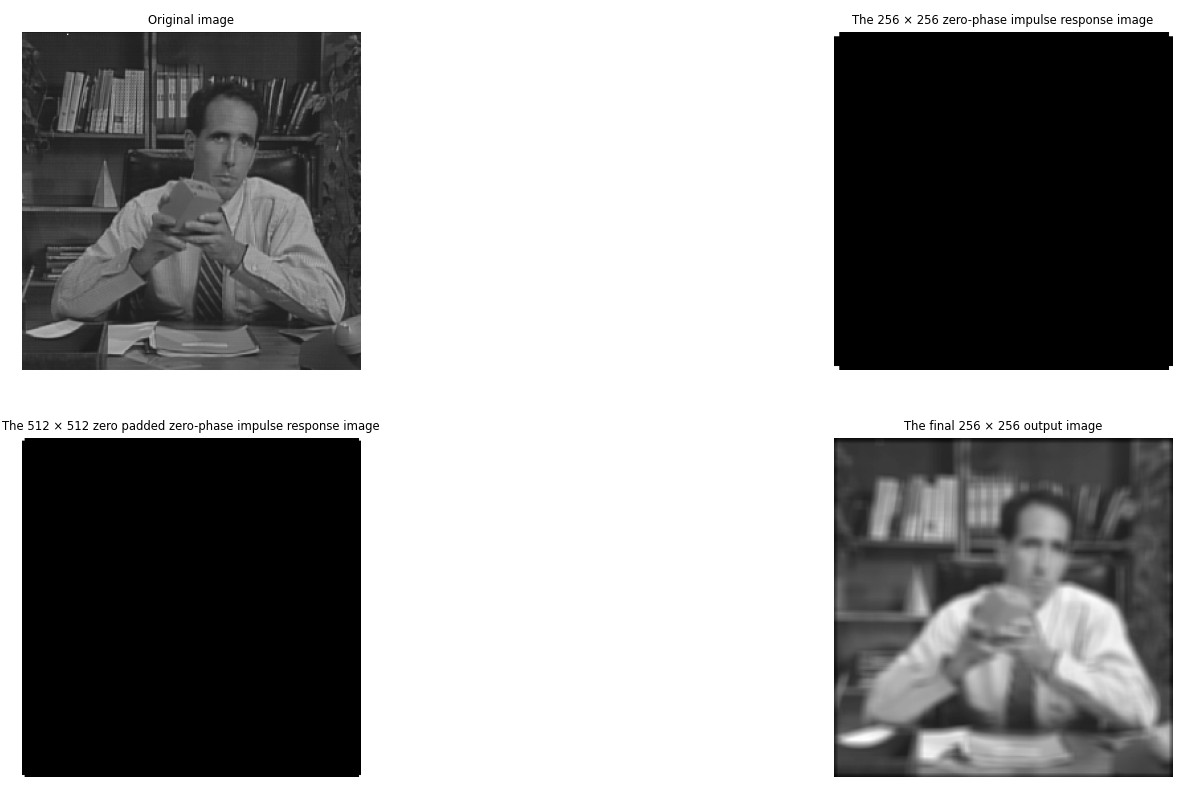 Original image
The 256 × 256 zero-phase impulse response image
The 512 × 512 zero padded zero-phase impulse response image
The final 256 × 256 output image